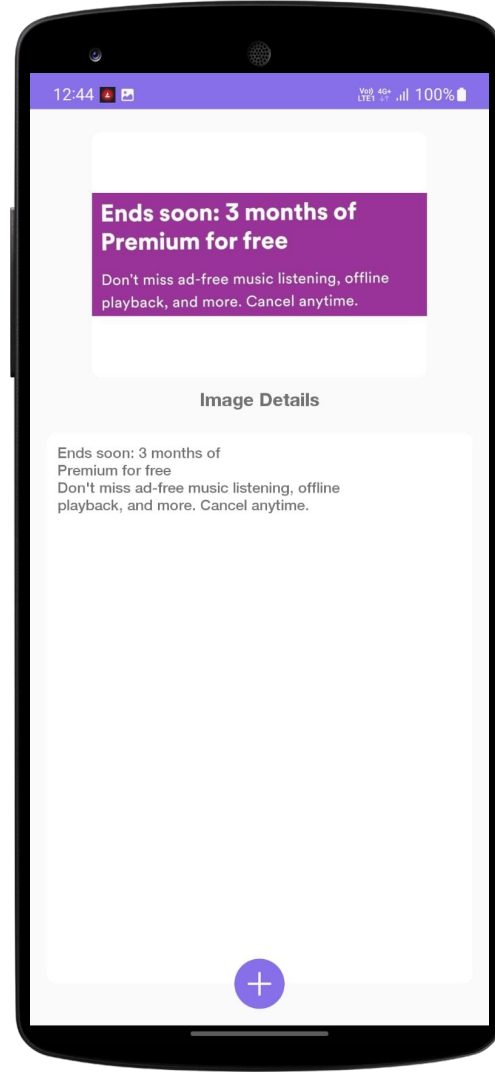 12:44
Vo)) 4G+
LTE1 100%
Ends soon: 3 months of
Premium for free
Don't miss ad-free music listening, offline
playback, and more. Cancel anytime.
Image Details
Ends soon: 3 months of
Premium for free
Don't miss ad-free music listening, offline
playback, and more. Cancel anytime.